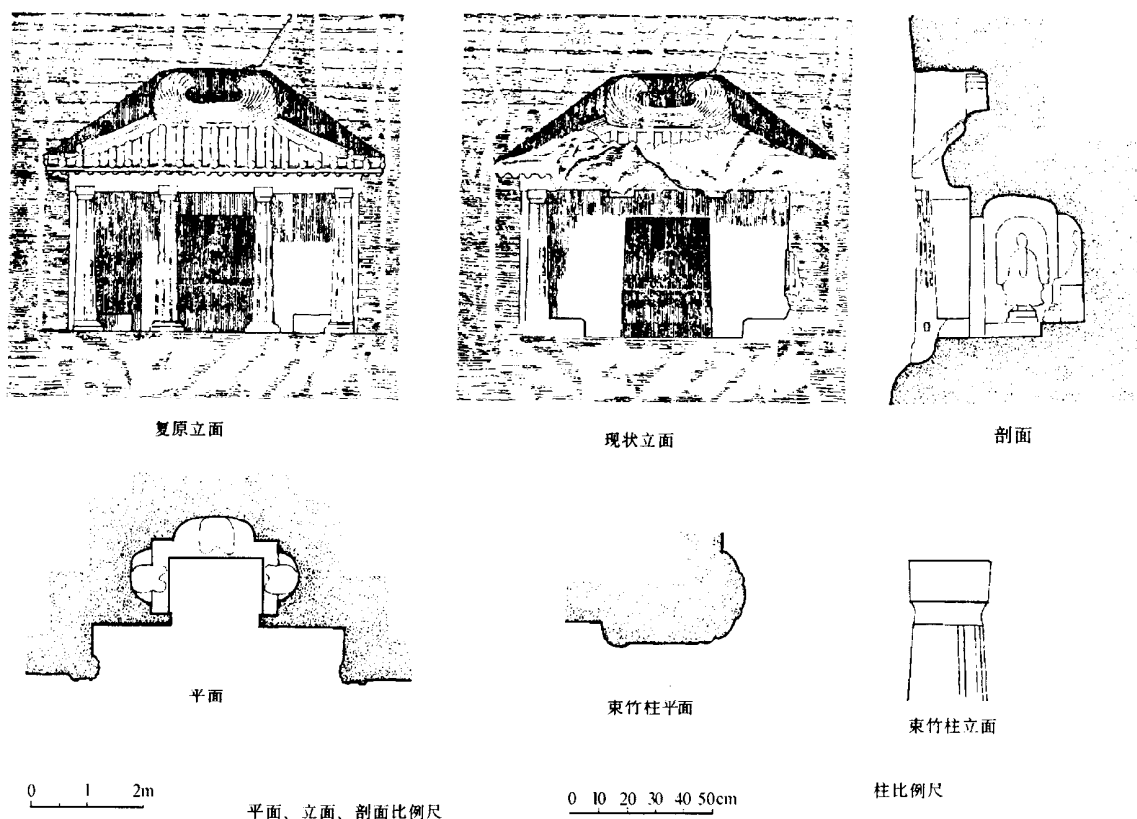 复原立面
现状立面
剖面
平面
束竹柱平面
束竹柱立面
0 1 2m
平面、立面、剖面比例尺
0 10 20 30 40 50cm
柱比例尺